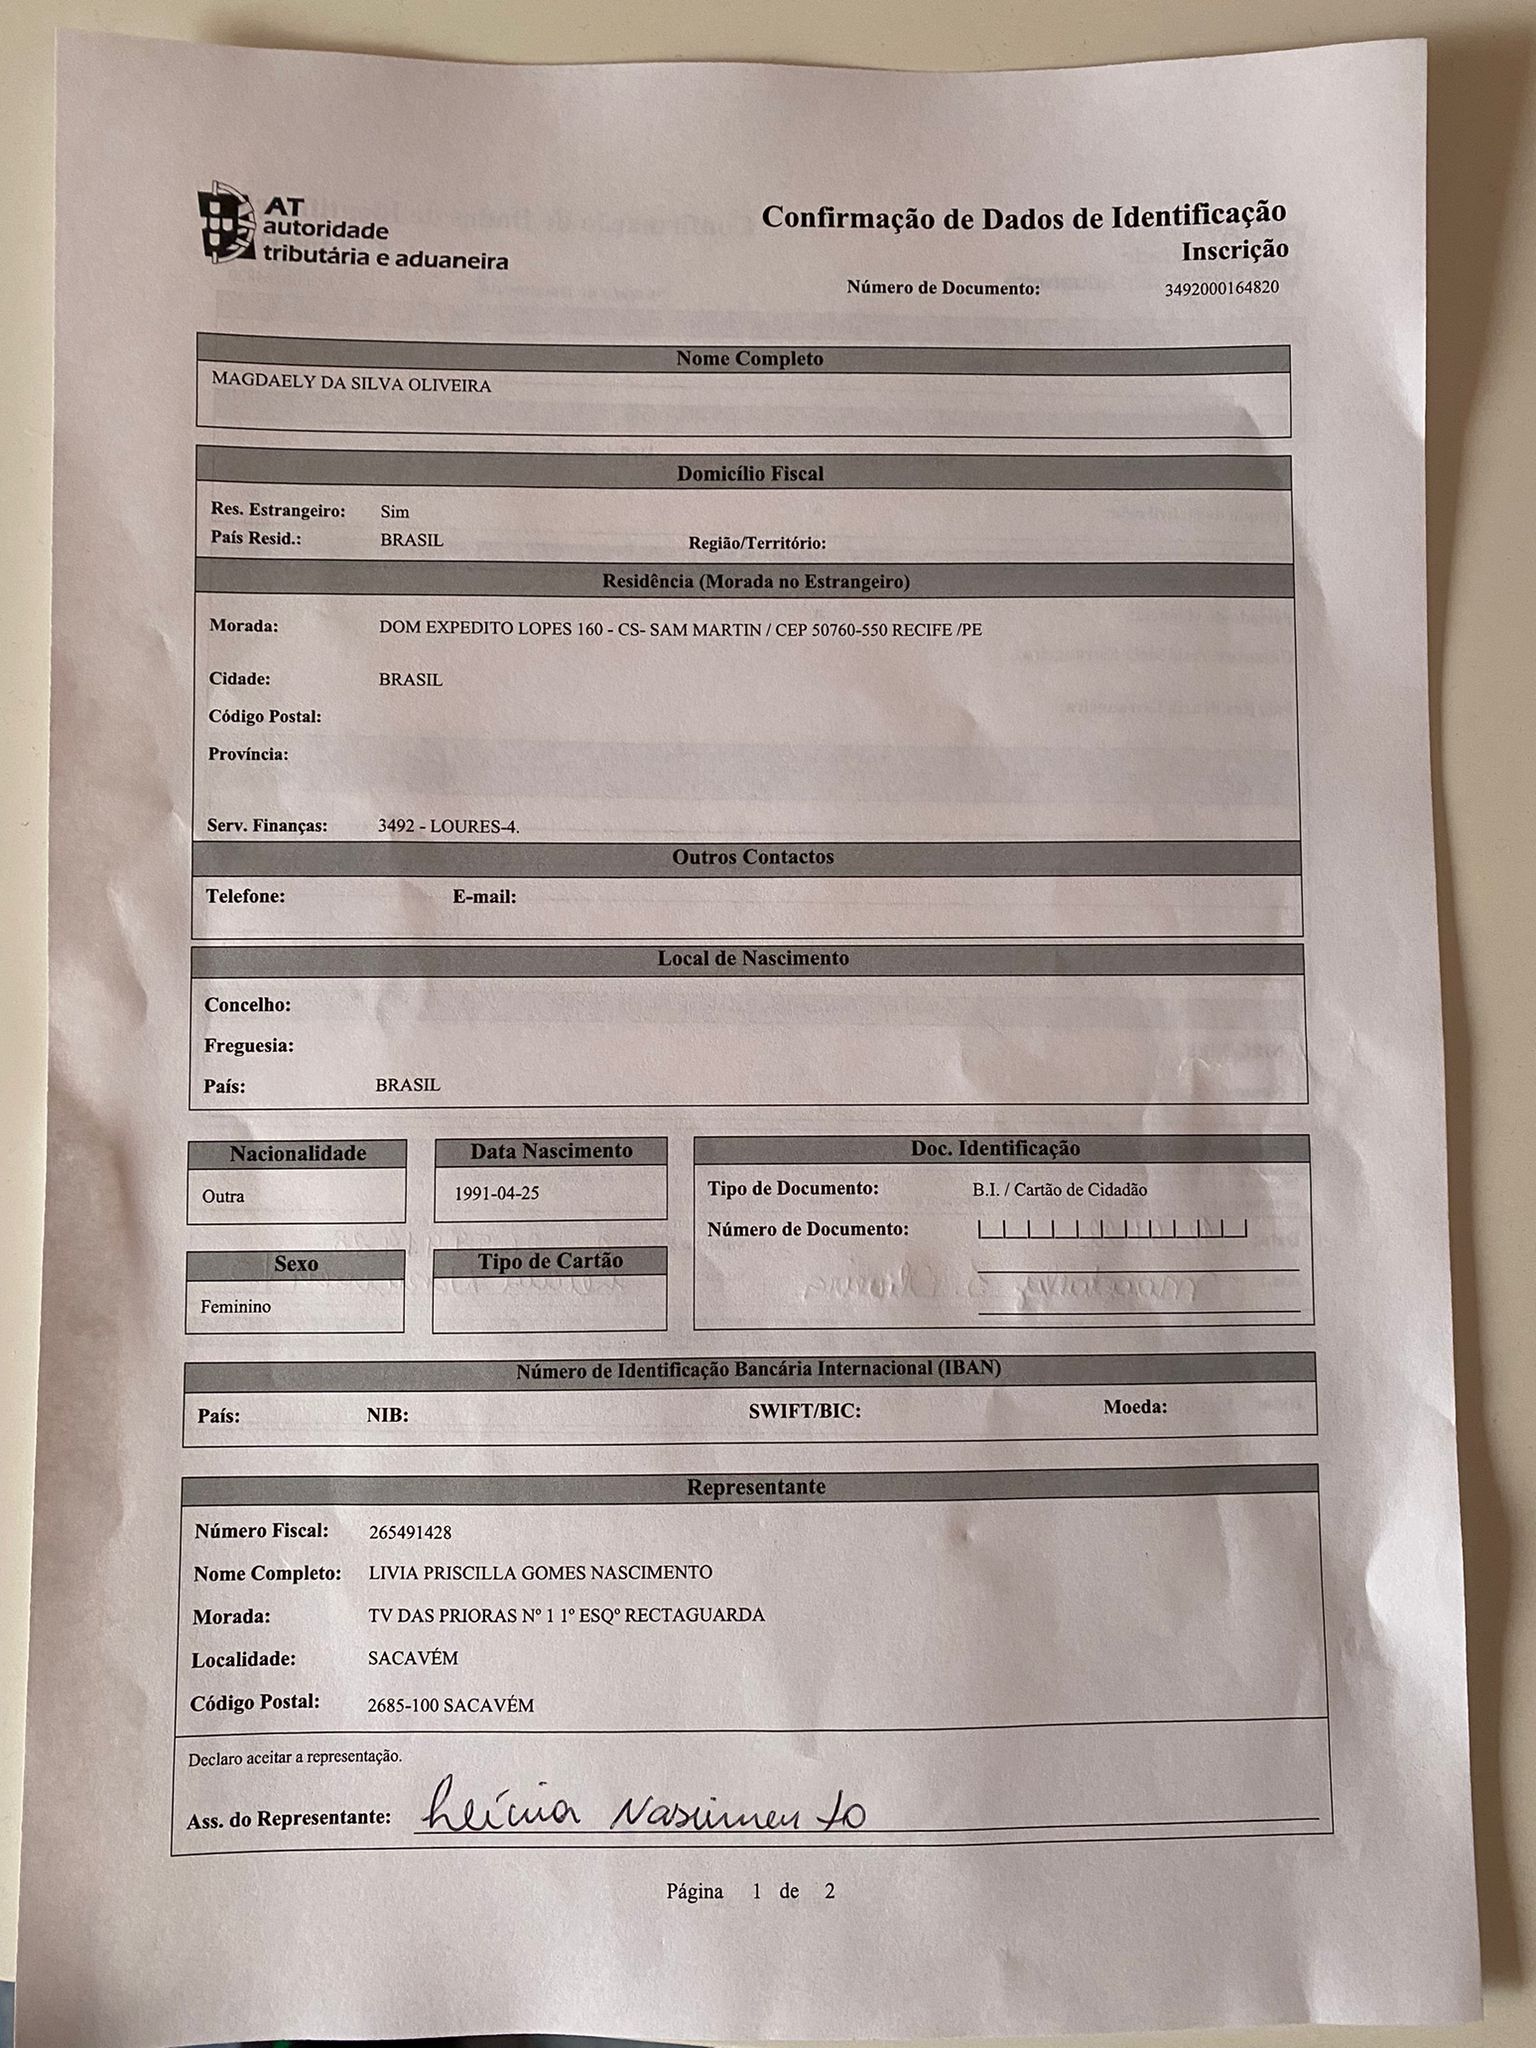 AT
autoridade
tributária e aduaneira
Confirmação de Dados de Identificação
Inscrição
Número de Documento: 3492000164820
Nome Completo
MAGDAELY DA SILVA OLIVEIRA
Domicílio Fiscal
Res. Estrangeiro: Sim
País Resid.: BRASIL Região/Território:
Residência (Morada no Estrangeiro)
Morada: DOM EXPEDITO LOPES 160 - CS- SAM MARTIN / CEP 50760-550 RECIFE /PE
Cidade: BRASIL
Código Postal:
Província:
Serv. Finanças: 3492 - LOURES-4.
Outros Contactos
Telefone: E-mail:
Local de Nascimento
Concelho:
Freguesia:
País: BRASIL
Nacionalidade Data Nascimento Doc. Identificação
Outra 1991-04-25 Tipo de Documento: B.I. / Cartão de Cidadão
Número de Documento:
Sexo Tipo de Cartão
Feminino
Número de Identificação Bancária Internacional (IBAN)
País: NIB: SWIFT/BIC: Moeda:
Representante
Número Fiscal: 265491428
Nome Completo: LIVIA PRISCILLA GOMES NASCIMENTO
Morada: TV DAS PRIORAS Nº 1 1º ESQº RECTAGUARDA
Localidade: SACAVÉM
Código Postal: 2685-100 SACAVÉM
Declaro aceitar a representação.
Ass. do Representante: Nascimento
Página 1 de 2